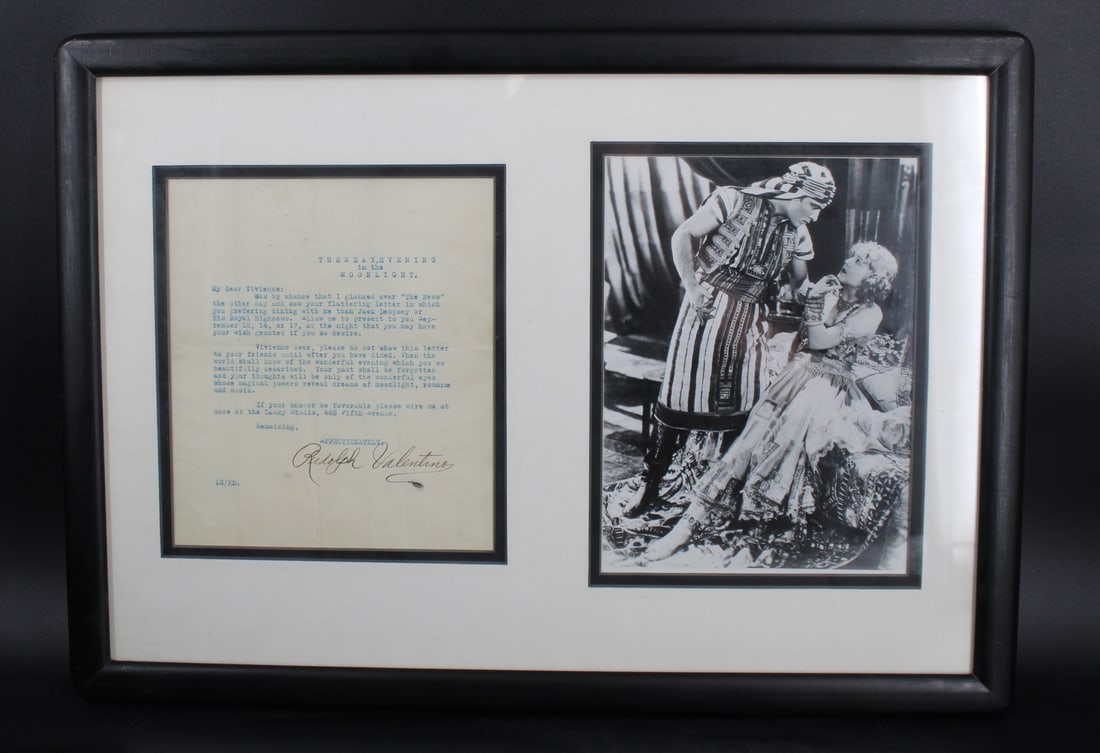 TUESDAY, EVENING
in the
MOONLIGHT.
My dear Vivienne;
Was by chance that I glanced over "The News"
the other day and saw your flattering letter in which
you prefering dining with me than Jack Dempsey or
His Royal Highness. Allow me to present to you Sep-
tember 14, or 17, as the night that you may have
your wish granted if you so desire.
Vivienne dear, please do not show this letter
to your friends until after you have dined. When the
world shall know of the wonderful evening which you so
beautifully described. Your past shall be forgotten
and your thoughts will be only of the wonderful eyes
whose magical powers reveal dreams of moonlight, romance
and music.
If your answer be favorable please wire me at
once at the Lasky Studio, 485 Fifth avenue.
Remaining,
AFFECTIONATELY,
Rudolph Valentino